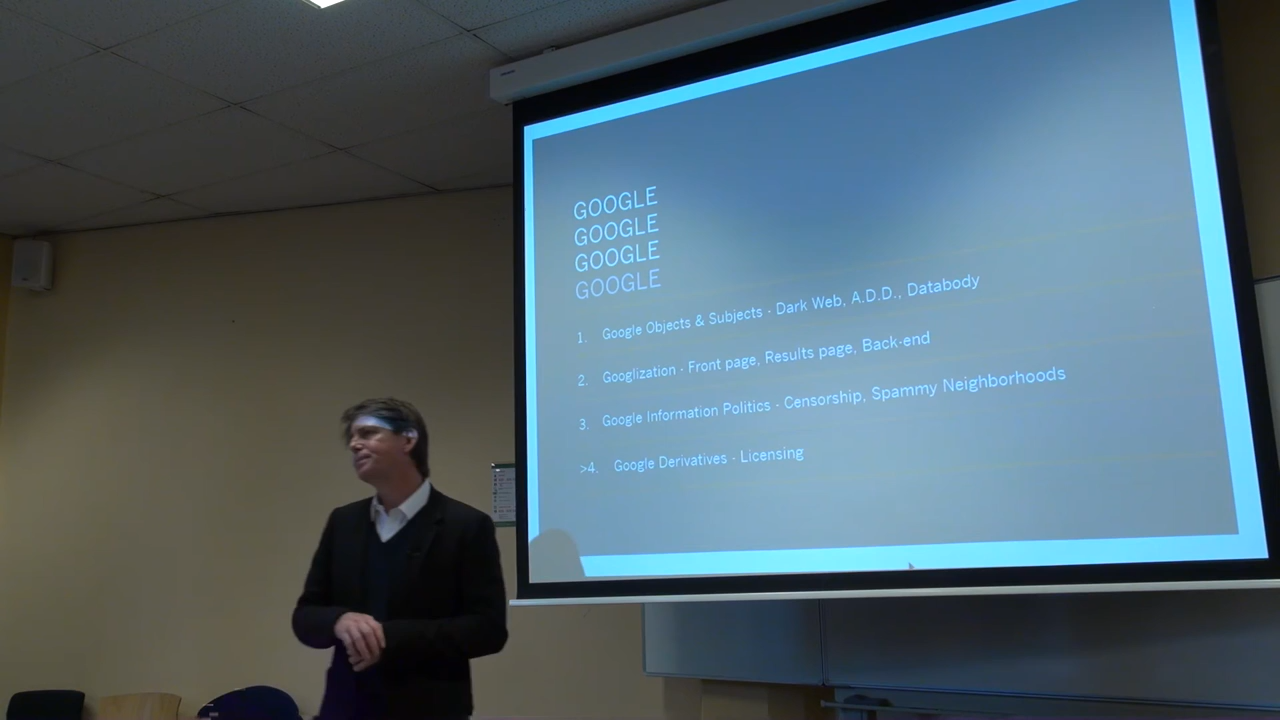 GOOGLE
GOOGLE
GOOGLE
GOOGLE
1. Google Objects & Subjects - Dark Web, A.D.D., Databody
2. Googlization - Front page, Results page, Back-end
3. Google Information Politics - Censorship, Spammy Neighborhoods
>4. Google Derivatives - Licensing